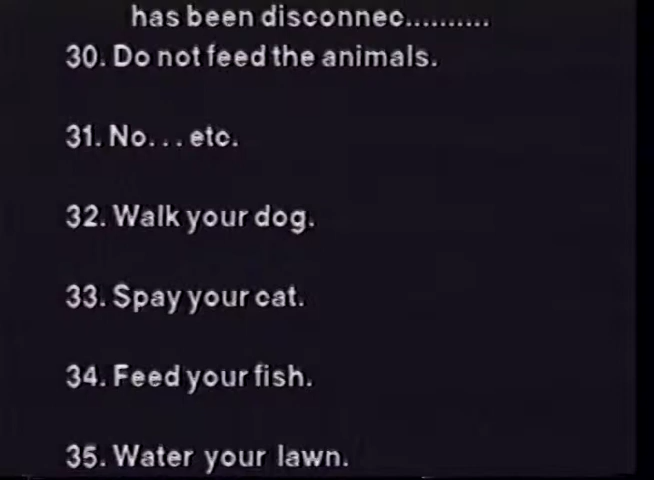 has been disconnec..........
30. Do not feed the animals.
31. No. . . etc.
32. Walk your dog.
33. Spay your cat.
34. Feed your fish.
35. Water your lawn.